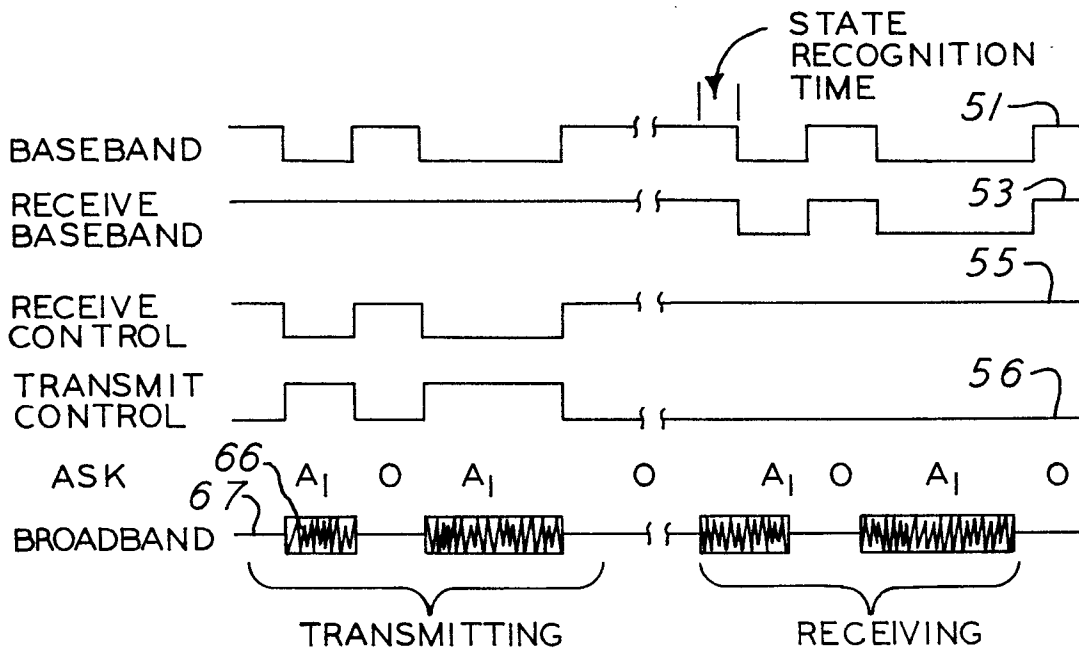 STATE
RECOGNITION
TIME
51
BASEBAND
53
RECEIVE
BASEBAND
55
RECEIVE
CONTROL
56
TRANSMIT
CONTROL
66
ASK A1 O A1 O A1 O A1 O
67
BROADBAND
TRANSMITTING RECEIVING